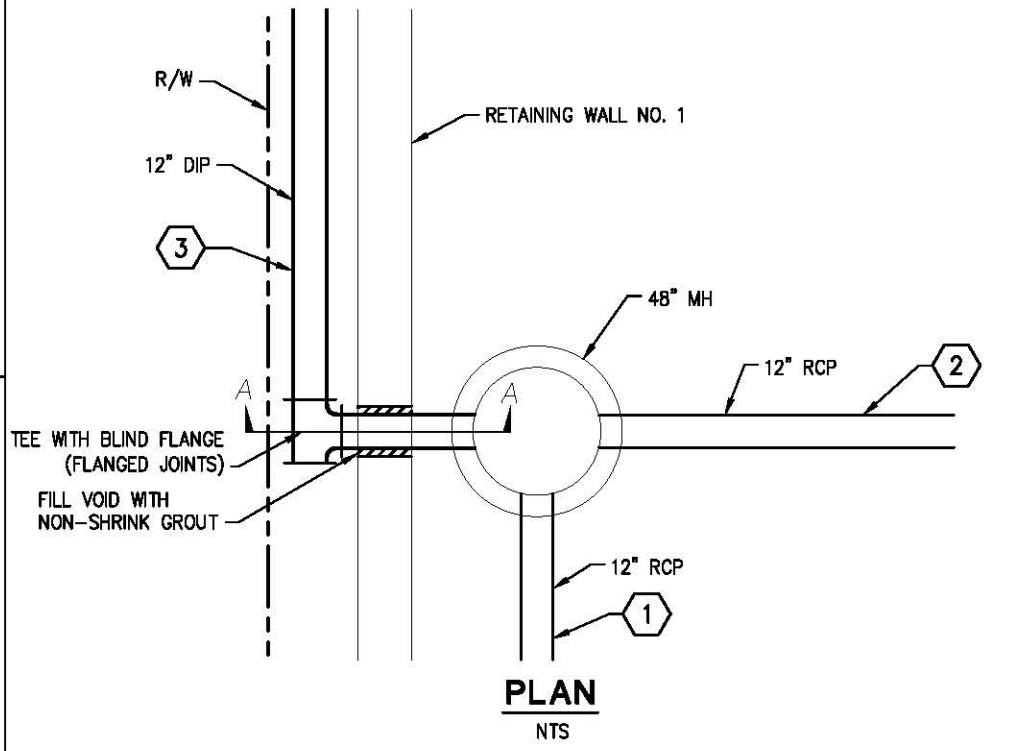 R/W
RETAINING WALL NO. 1
12" DIP
3
48" MH
12" RCP
2
A
A
TEE WITH BLIND FLANGE
(FLANGED JOINTS)
FILL VOID WITH
NON-SHRINK GROUT
12" RCP
1
PLAN
NTS